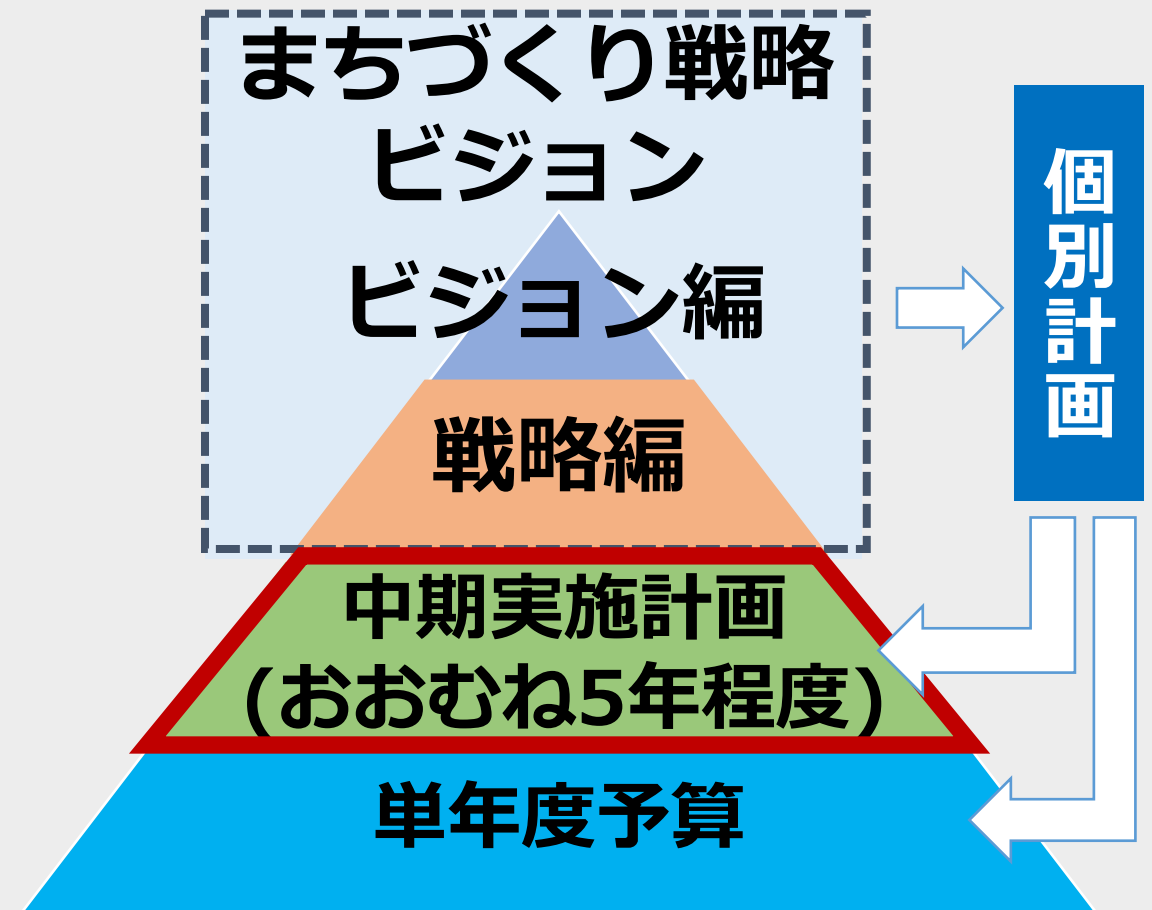 まちづくり戦略
ビジョン
ビジョン編
戦略編
中期実施計画
(おおむね5年程度)
単年度予算
個別計画